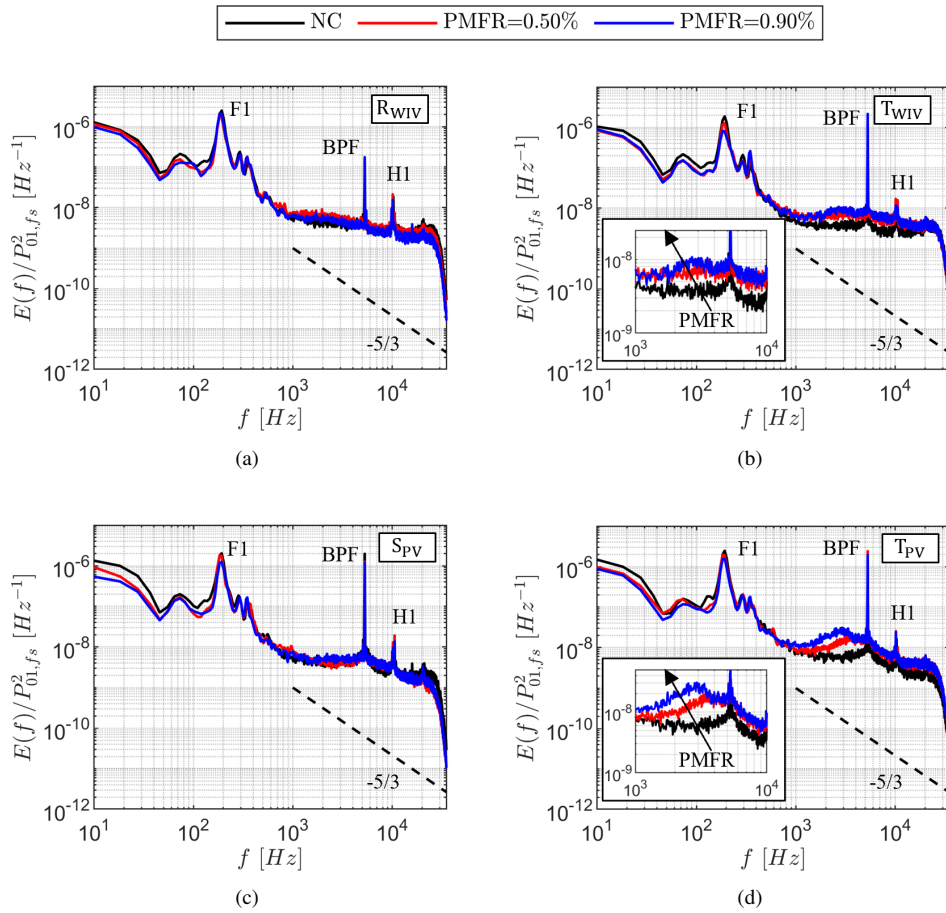 NC PMFR=0.50% PMFR=0.90%
R_WIV
F1
BPF
H1
10^-6
10^-8
10^-10
10^-12
-5/3
10^1 10^2 10^3 10^4
E(f)/P^2_01,fs [Hz^-1]
f [Hz]
(a)
T_WIV
F1
BPF
H1
10^-6
10^-8
10^-10
10^-12
10^-8
10^-9
PMFR
10^3 10^4
-5/3
10^1 10^2 10^3 10^4
E(f)/P^2_01,fs [Hz^-1]
f [Hz]
(b)
S_PV
F1
BPF
H1
10^-6
10^-8
10^-10
10^-12
-5/3
10^1 10^2 10^3 10^4
E(f)/P^2_01,fs [Hz^-1]
f [Hz]
(c)
T_PV
F1
BPF
H1
10^-6
10^-8
10^-10
10^-12
10^-8
10^-9
PMFR
10^3 10^4
-5/3
10^1 10^2 10^3 10^4
E(f)/P^2_01,fs [Hz^-1]
f [Hz]
(d)